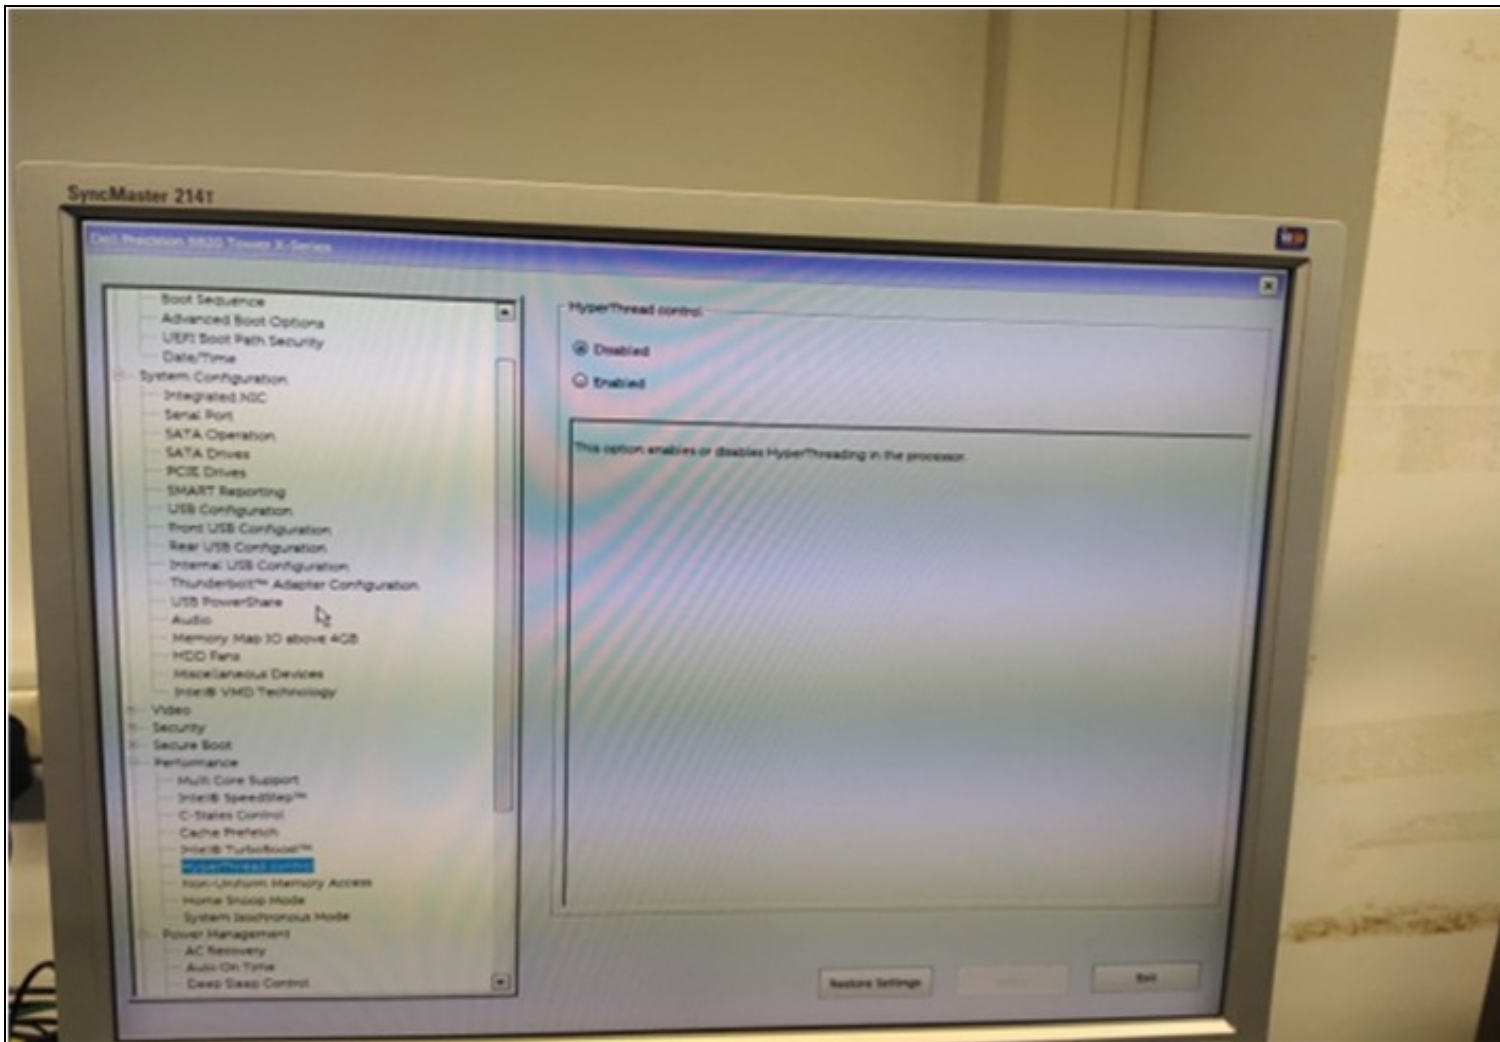 SyncMaster 214T
Dell Precision 5820 Tower X-Series
Boot Sequence
Advanced Boot Options
UEFI Boot Path Security
Date/Time
System Configuration
Integrated NIC
Serial Port
SATA Operation
SATA Drives
PCIE Drives
SMART Reporting
USB Configuration
Front USB Configuration
Rear USB Configuration
Internal USB Configuration
Thunderbolt™ Adapter Configuration
USB PowerShare
Audio
Memory Map IO above 4GB
HDD Fans
Miscellaneous Devices
Intel® VMD Technology
Video
Security
Secure Boot
Performance
Multi Core Support
Intel® SpeedStep™
C-States Control
Cache Prefetch
Intel® TurboBoost™
HyperThread control
Non-Uniform Memory Access
Home Snoop Mode
System Isochronous Mode
Power Management
AC Recovery
Auto On Time
Deep Sleep Control
HyperThread control
Disabled
Enabled
This option enables or disables HyperThreading in the processor.
Restore Settings
Exit